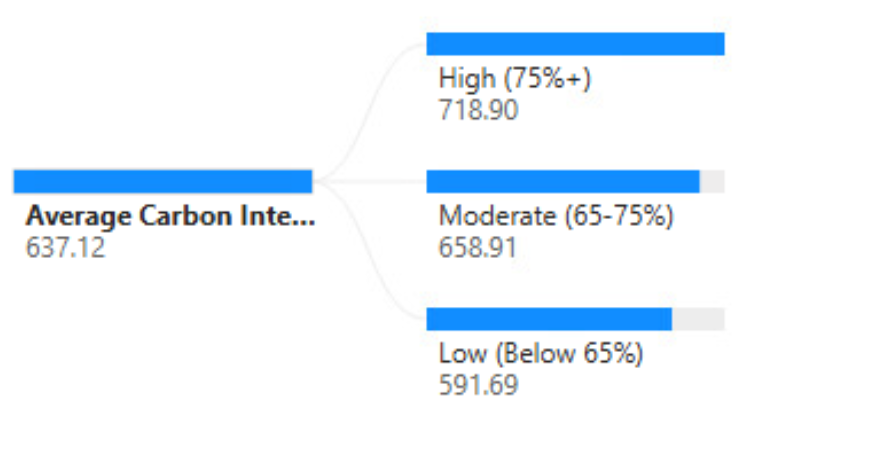 High (75%+)
718.90
Average Carbon Inte...
637.12
Moderate (65-75%)
658.91
Low (Below 65%)
591.69